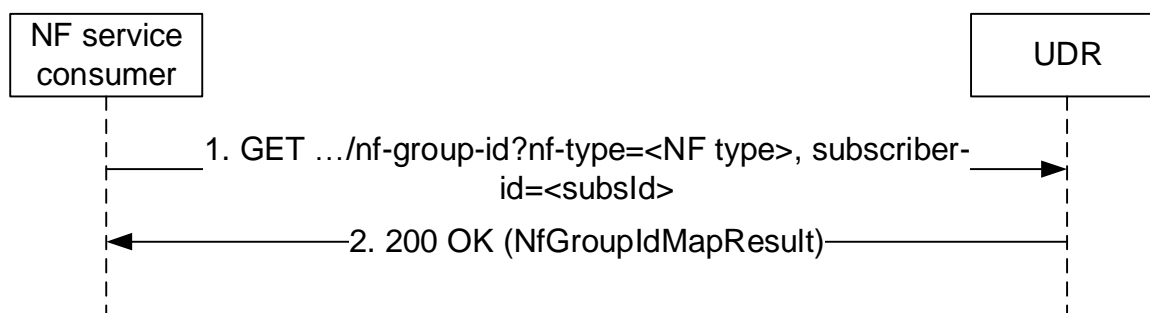 NF service
consumer
UDR
1. GET …/nf-group-id?nf-type=<NF type>, subscriber-
id=<subsId>
2. 200 OK (NfGroupIdMapResult)